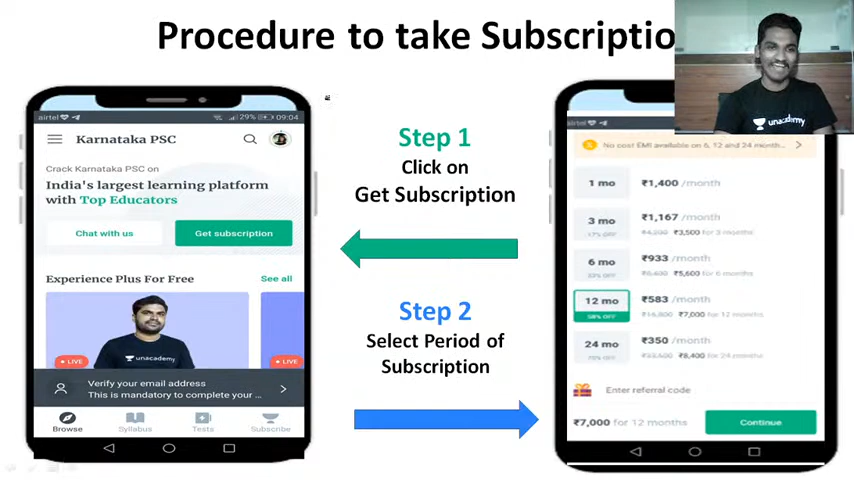 Procedure to take Subscriptio
airtel
29% 09:04
Karnataka PSC
Crack Karnataka PSC on
India's largest learning platform
with Top Educators
Chat with us
Get subscription
Experience Plus For Free
See all
unacademy
LIVE
LIVE
Verify your email address
This is mandatory to complete your ...
Browse
Syllabus
Tests
Subscribe
Step 1
Click on
Get Subscription
Step 2
Select Period of
Subscription
unacademy
airtel
No cost EMI available on 6, 12 and 24 month...
1 mo
₹1,400 /month
3 mo
17% OFF
₹1,167 /month
₹3,500 for 3 months
6 mo
33% OFF
₹933 /month
₹5,600 for 6 months
12 mo
58% OFF
₹583 /month
₹16,800 ₹7,000 for 12 months
24 mo
75% OFF
₹350 /month
₹33,600 ₹8,400 for 24 months
Enter referral code
₹7,000 for 12 months
Continue